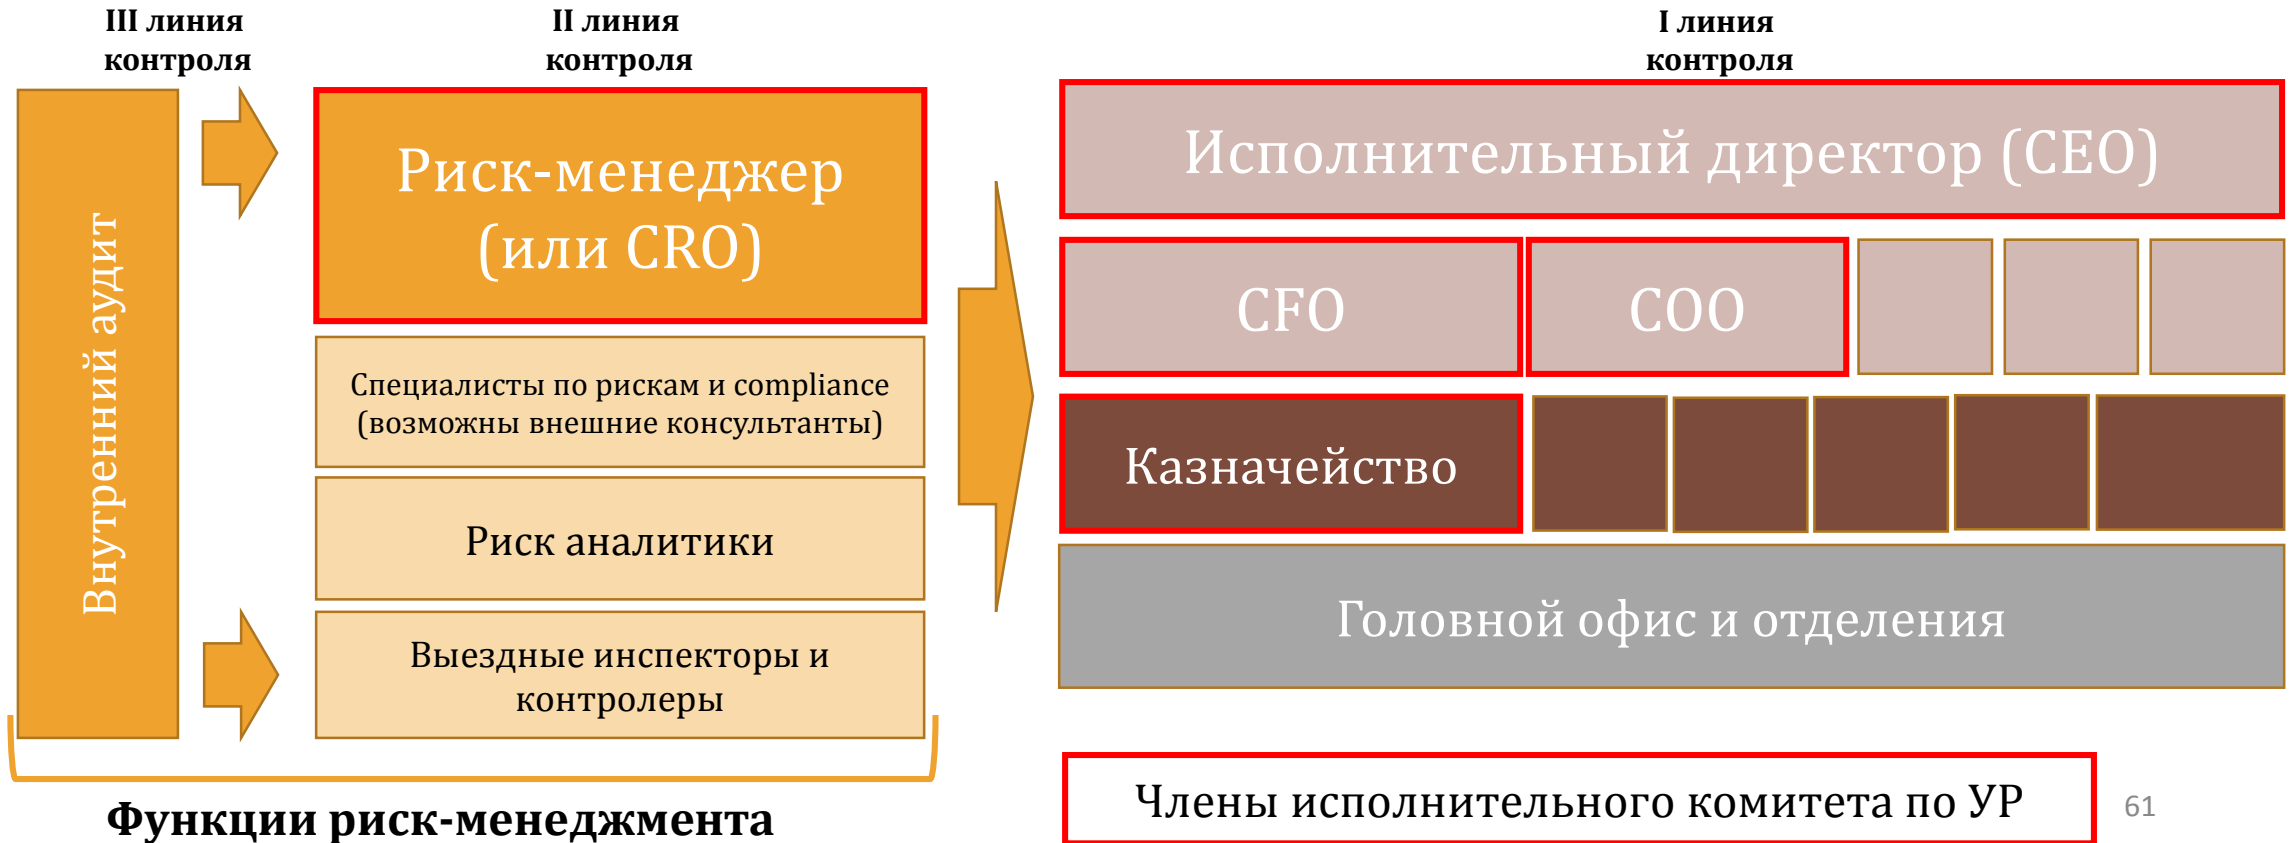 III линия
контроля
II линия
контроля
I линия
контроля
Внутренний аудит
Риск-менеджер
(или CRO)
Специалисты по рискам и compliance
(возможны внешние консультанты)
Риск аналитики
Выездные инспекторы и
контролеры
Функции риск-менеджмента
Исполнительный директор (CEO)
CFO
COO
Казначейство
Головной офис и отделения
Члены исполнительного комитета по УР
61